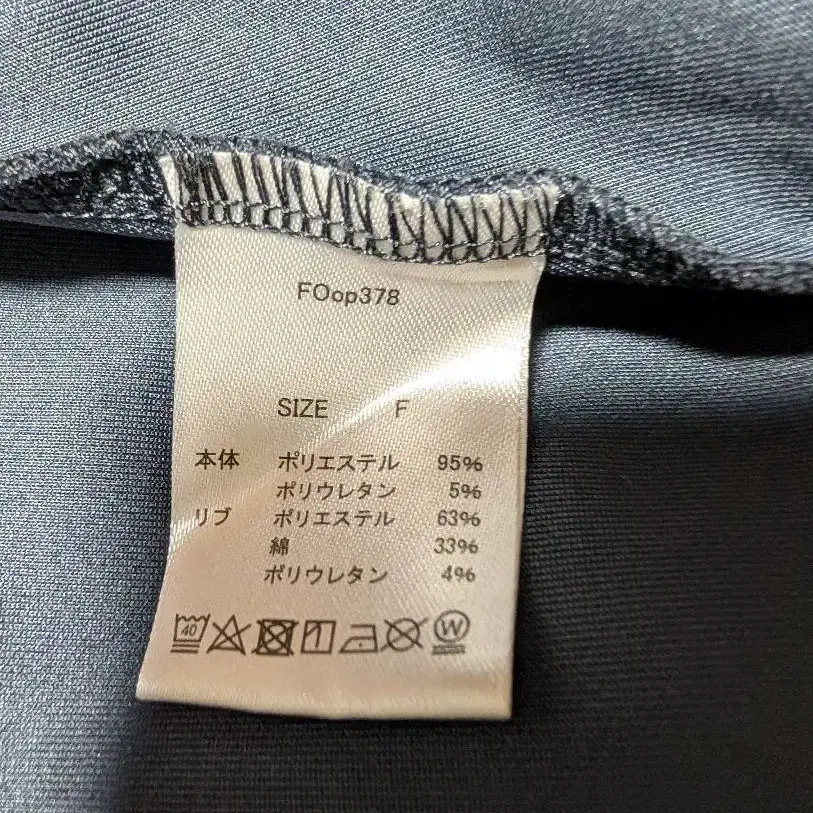 FOop378
SIZE F
本体 ポリエステル 95%
ポリウレタン 5%
リブ ポリエステル 63%
綿 33%
ポリウレタン 4%
40 W